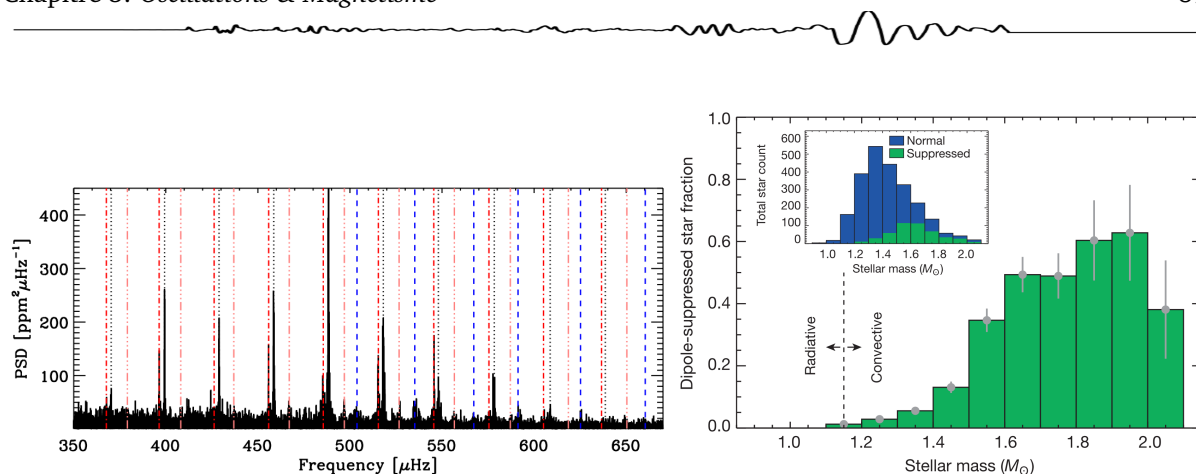 Chapitre Oscillations & Magnétisme
400
300
200
100
PSD [ppm²μHz⁻¹]
350 400 450 500 550 600 650
Frequency [μHz]
1.0
0.8
0.6
0.4
0.2
0.0
Dipole-suppressed star fraction
600
500
400
300
200
100
0
Total star count
Normal
Suppressed
1.0 1.2 1.4 1.6 1.8 2.0
Stellar mass (M⊙)
Radiative
Convective
1.0 1.2 1.4 1.6 1.8 2.0
Stellar mass (M⊙)